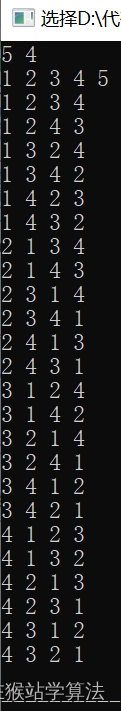 选择D:\代
5 4
1 2 3 4 5
1 2 3 4
1 2 4 3
1 3 2 4
1 3 4 2
1 4 2 3
1 4 3 2
2 1 3 4
2 1 4 3
2 3 1 4
2 3 4 1
2 4 1 3
2 4 3 1
3 1 2 4
3 1 4 2
3 2 1 4
3 2 4 1
3 4 1 2
3 4 2 1
4 1 2 3
4 1 3 2
4 2 1 3
4 2 3 1
4 3 1 2
4 3 2 1
猴站学算法